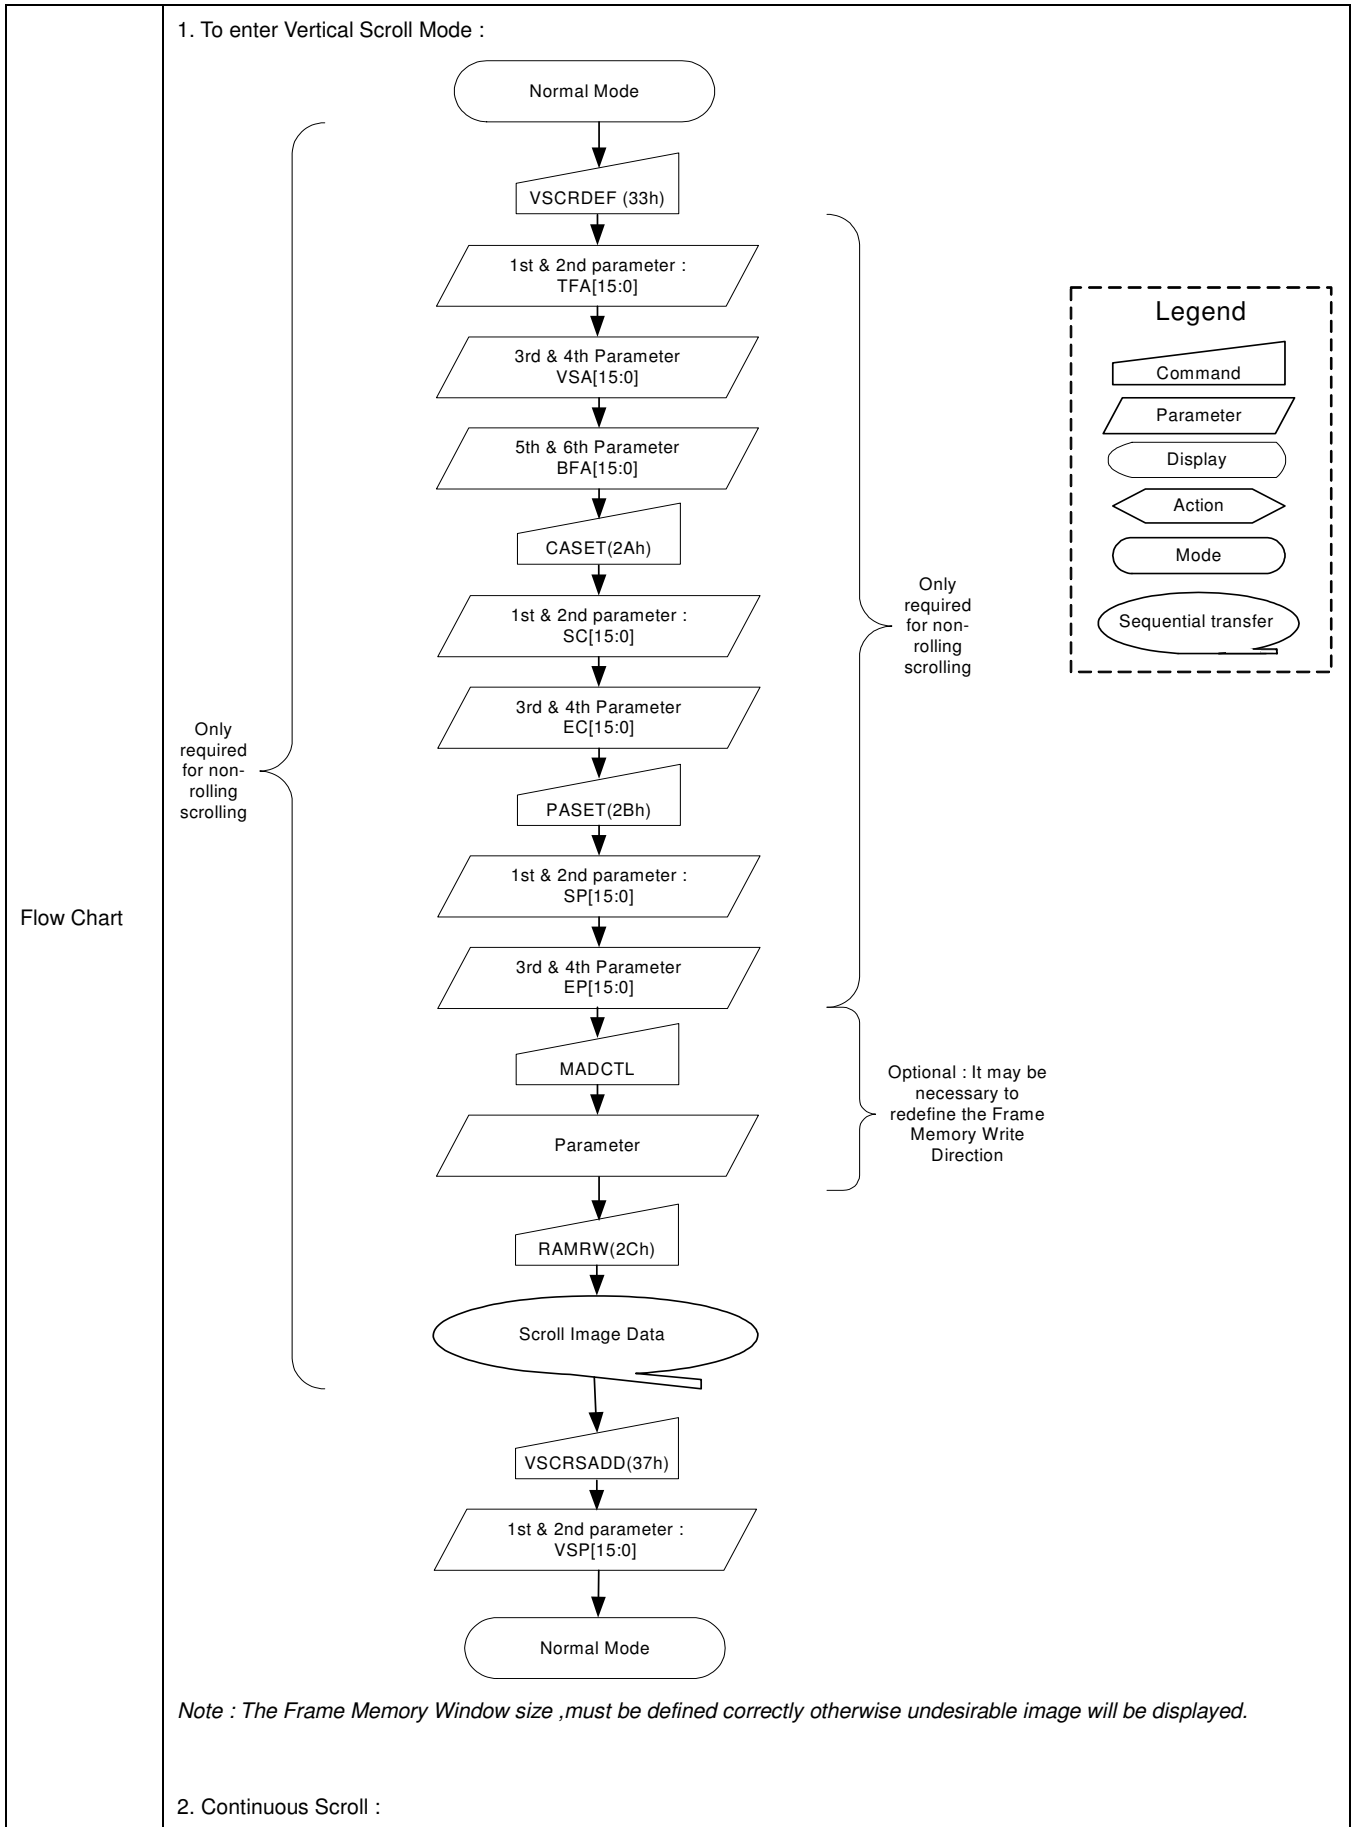 Flow Chart
1. To enter Vertical Scroll Mode :
Normal Mode
VSCRDEF (33h)
1st & 2nd parameter :
TFA[15:0]
3rd & 4th Parameter
VSA[15:0]
5th & 6th Parameter
BFA[15:0]
CASET(2Ah)
1st & 2nd parameter :
SC[15:0]
3rd & 4th Parameter
EC[15:0]
PASET(2Bh)
1st & 2nd parameter :
SP[15:0]
3rd & 4th Parameter
EP[15:0]
MADCTL
Parameter
RAMRW(2Ch)
Scroll Image Data
VSCRSADD(37h)
1st & 2nd parameter :
VSP[15:0]
Normal Mode
Only
required
for non-
rolling
scrolling
Only
required
for non-
rolling
scrolling
Optional : It may be
necessary to
redefine the Frame
Memory Write
Direction
Legend
Command
Parameter
Display
Action
Mode
Sequential transfer
Note : The Frame Memory Window size ,must be defined correctly otherwise undesirable image will be displayed.
2. Continuous Scroll :